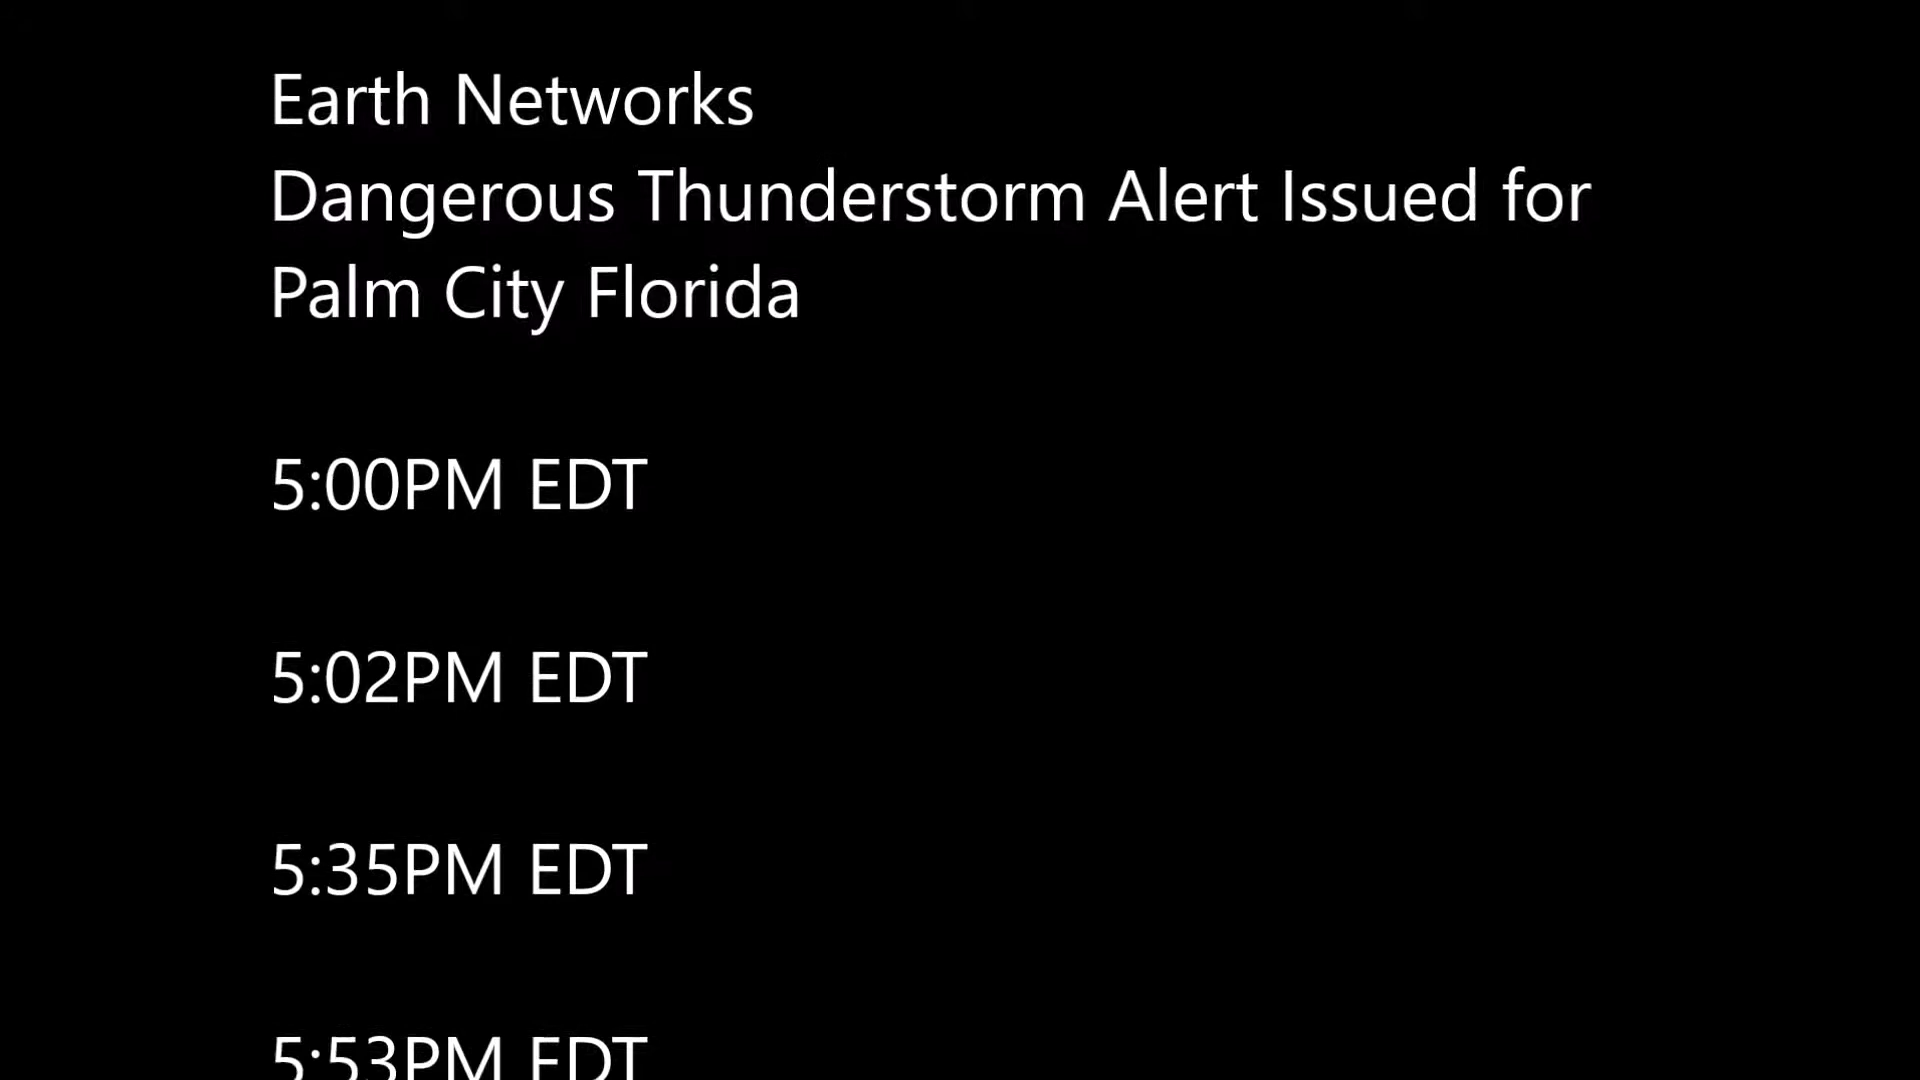 Earth Networks
Dangerous Thunderstorm Alert Issued for
Palm City Florida
5:00PM EDT
5:02PM EDT
5:35PM EDT
5:53PM EDT